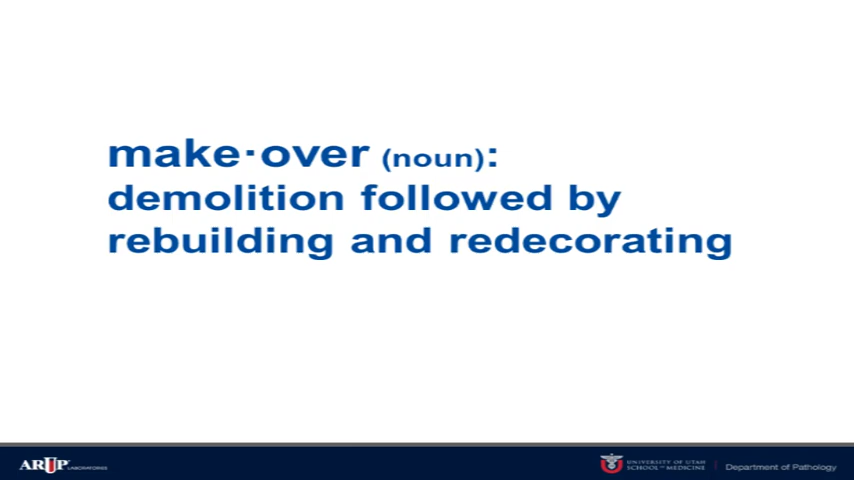 make·over (noun):
demolition followed by
rebuilding and redecorating
ARUP LABORATORIES
UNIVERSITY OF UTAH
SCHOOL OF MEDICINE
Department of Pathology